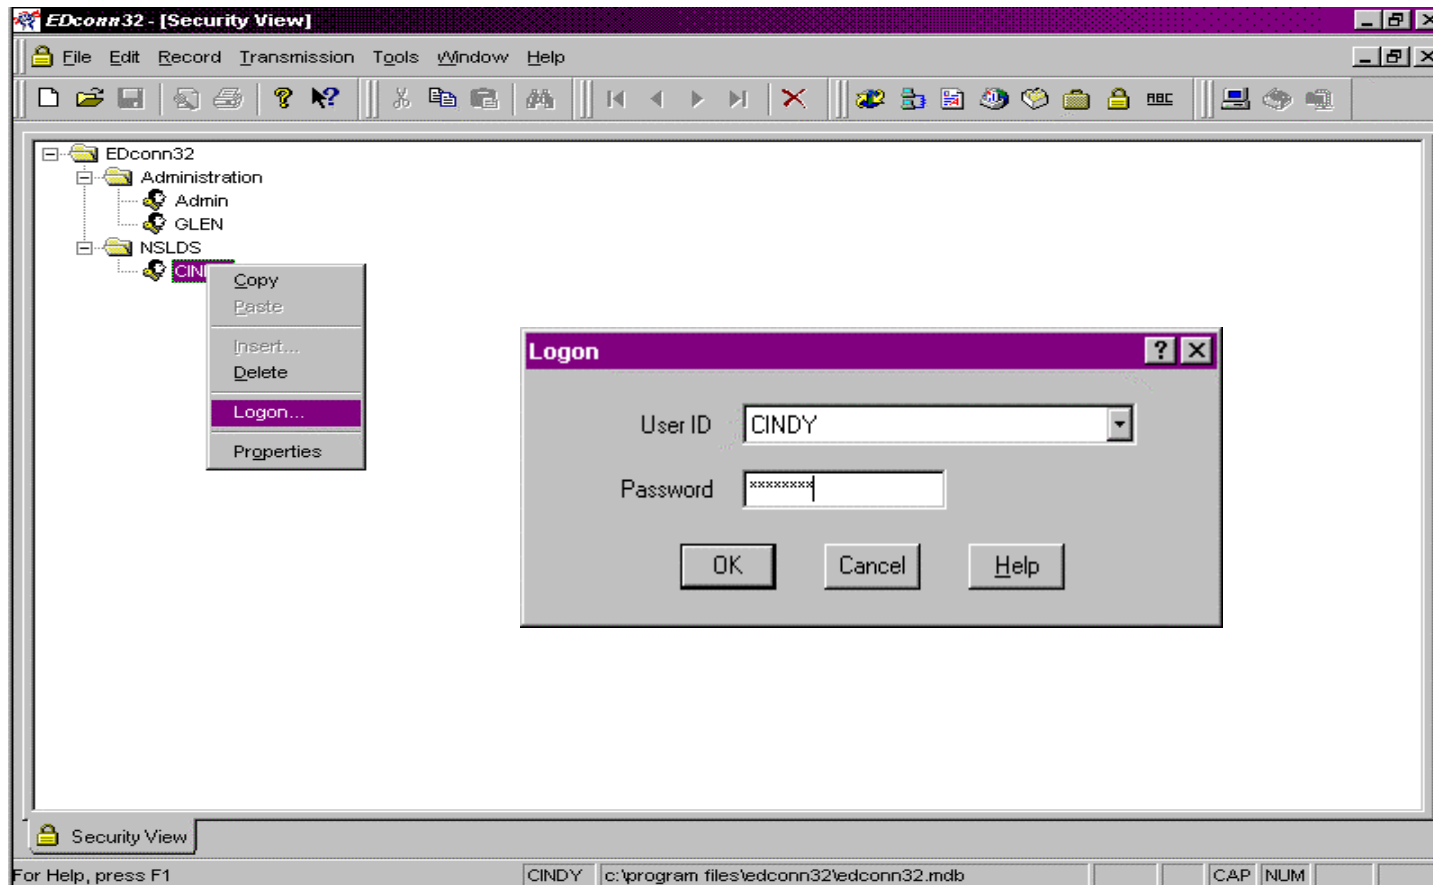 EDconn32 - [Security View]
File Edit Record Transmission Tools Window Help
ABC
EDconn32
Administration
Admin
GLEN
NSLDS
CIN
Copy
Paste
Insert...
Delete
Logon...
Properties
Logon
User ID CINDY
Password ********
OK Cancel Help
Security View
For Help, press F1 CINDY c:\program files\edconn32\edconn32.mdb CAP NUM